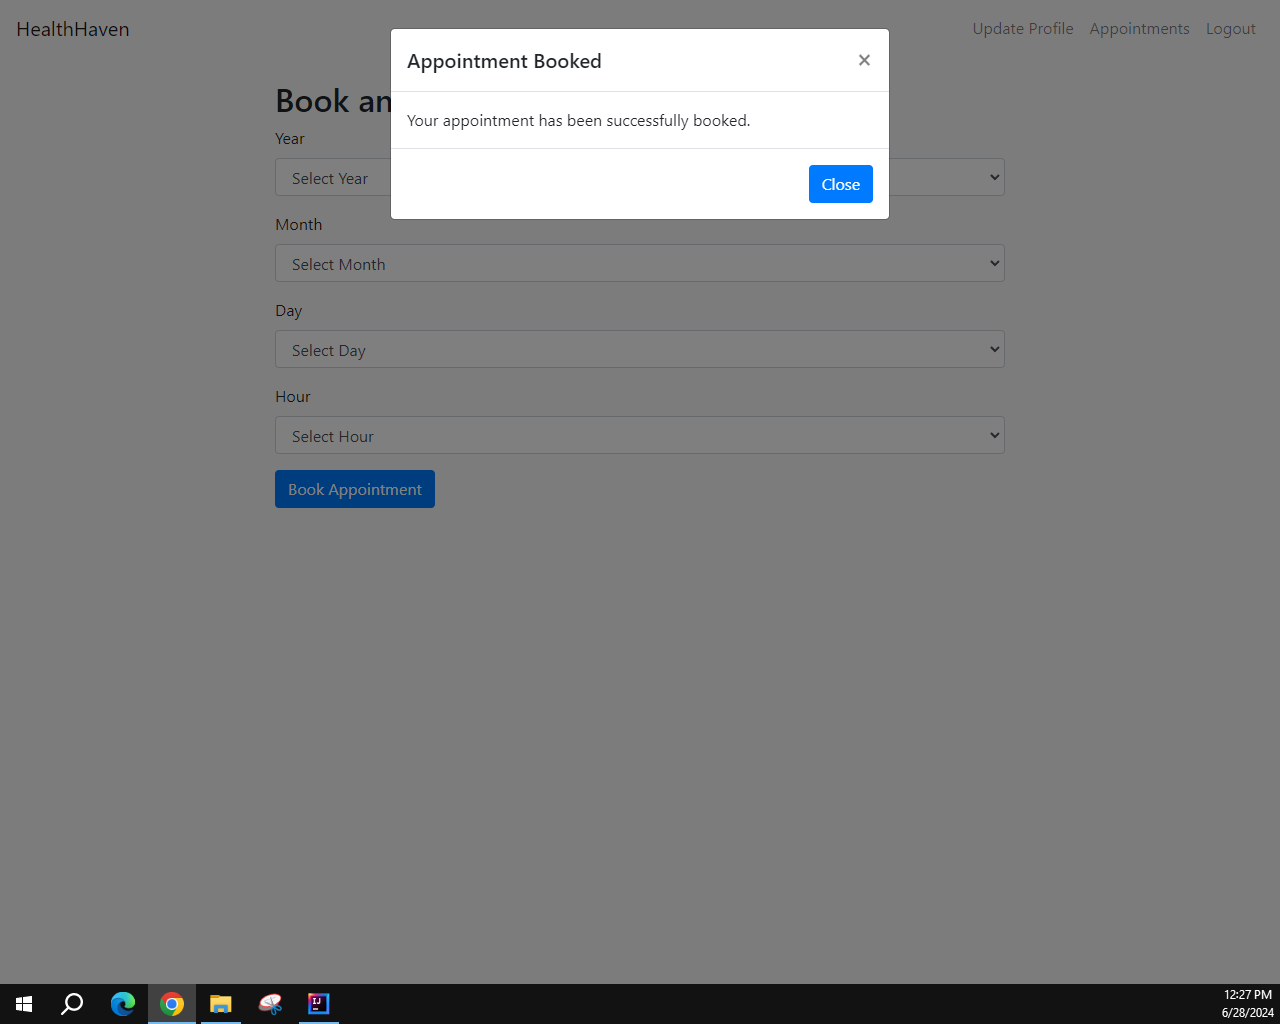 HealthHaven
Update Profile Appointments Logout
Appointment Booked ×
Your appointment has been successfully booked.
Close
Book an
Year
Select Year
Month
Select Month
Day
Select Day
Hour
Select Hour
Book Appointment
12:27 PM
6/28/2024